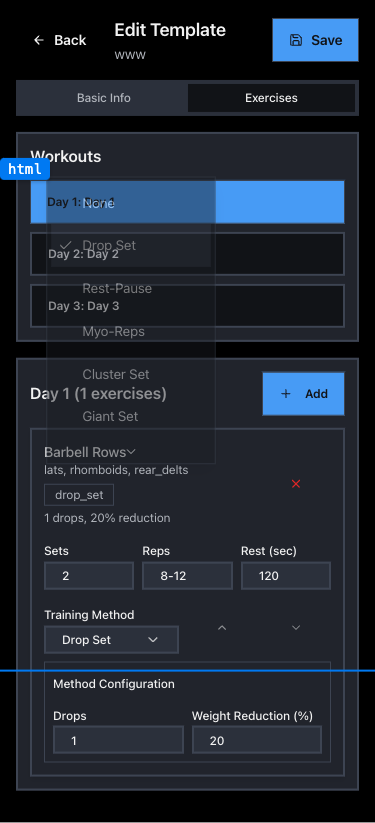 Back
Edit Template
www
Save
Basic Info
Exercises
Workouts
html
Day 1: Day 1
None
Drop Set
Day 2: Day 2
Rest-Pause
Day 3: Day 3
Myo-Reps
Cluster Set
Day 1 (1 exercises)
Add
Giant Set
Barbell Rows
lats, rhomboids, rear_delts
drop_set
1 drops, 20% reduction
Sets
Reps
Rest (sec)
2
8-12
120
Training Method
Drop Set
Method Configuration
Drops
Weight Reduction (%)
1
20